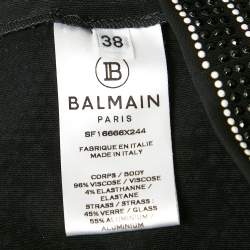 38
B
BALMAIN
PARIS
SF16666X244
FABRIQUE EN ITALIE
MADE IN ITALY
CORPS / BODY
96% VISCOSE / VISCOSE
4% ELASTHANNE /
ELASTANE
STRASS / STRASS
45% VERRE / GLASS
55% ALUMINIUM /
ALUMINIUM